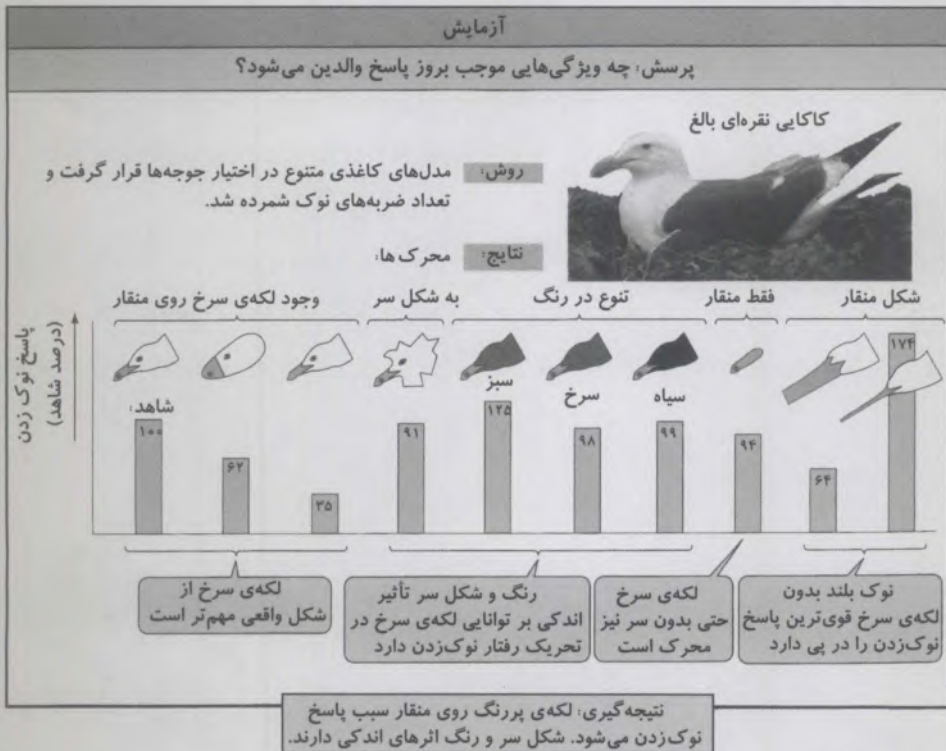 آزمایش
پرسش: چه ویژگی‌هایی موجب بروز پاسخ والدین می‌شود؟
کاکایی نقره‌ای بالغ
روش: مدل‌های کاغذی متنوع در اختیار جوجه‌ها قرار گرفت و
تعداد ضربه‌های نوک شمرده شد.
نتایج: محرک‌ها:
شکل منقار
فقط منقار
تنوع در رنگ
به شکل سر
وجود لکه‌ی سرخ روی منقار
پاسخ نوک زدن
(درصد شاهد)
سیاه
سرخ
سبز
شاهد:
۱۷۴
۶۴
۹۴
۹۹
۹۸
۱۲۵
۹۱
۳۵
۶۲
۱۰۰
نوک بلند بدون
لکه‌ی سرخ قوی‌ترین پاسخ
نوک‌زدن را در پی دارد
لکه‌ی سرخ
حتی بدون سر نیز
محرک است
رنگ و شکل سر تأثیر
اندکی بر توانایی لکه‌ی سرخ در
تحریک رفتار نوک‌زدن دارد
لکه‌ی سرخ از
شکل واقعی مهم‌تر است
نتیجه‌گیری: لکه‌ی پررنگ روی منقار سبب پاسخ
نوک‌زدن می‌شود. شکل سر و رنگ اثرهای اندکی دارند.